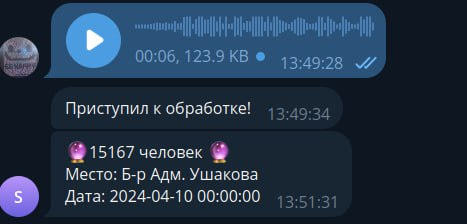 00:06, 123.9 KB
13:49:28
Приступил к обработке!
13:49:34
🔮15167 человек 🔮
Место: Б-р Адм. Ушакова
Дата: 2024-04-10 00:00:00
13:51:31
S